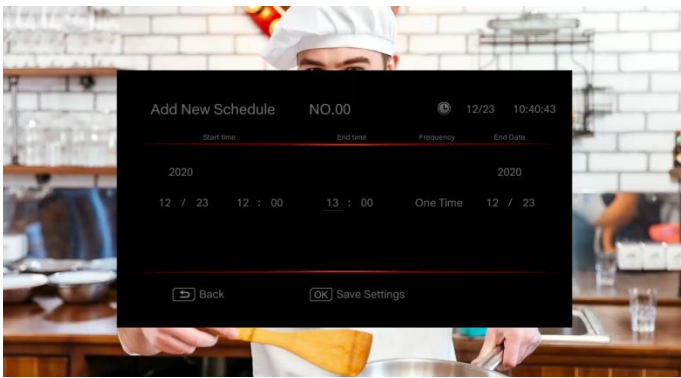 Add New Schedule NO.00 12/23 10:40:43
Start time End time Frequency End Date
2020 2020
12 / 23 12 : 00 13 : 00 One Time 12 / 23
Back OK Save Settings